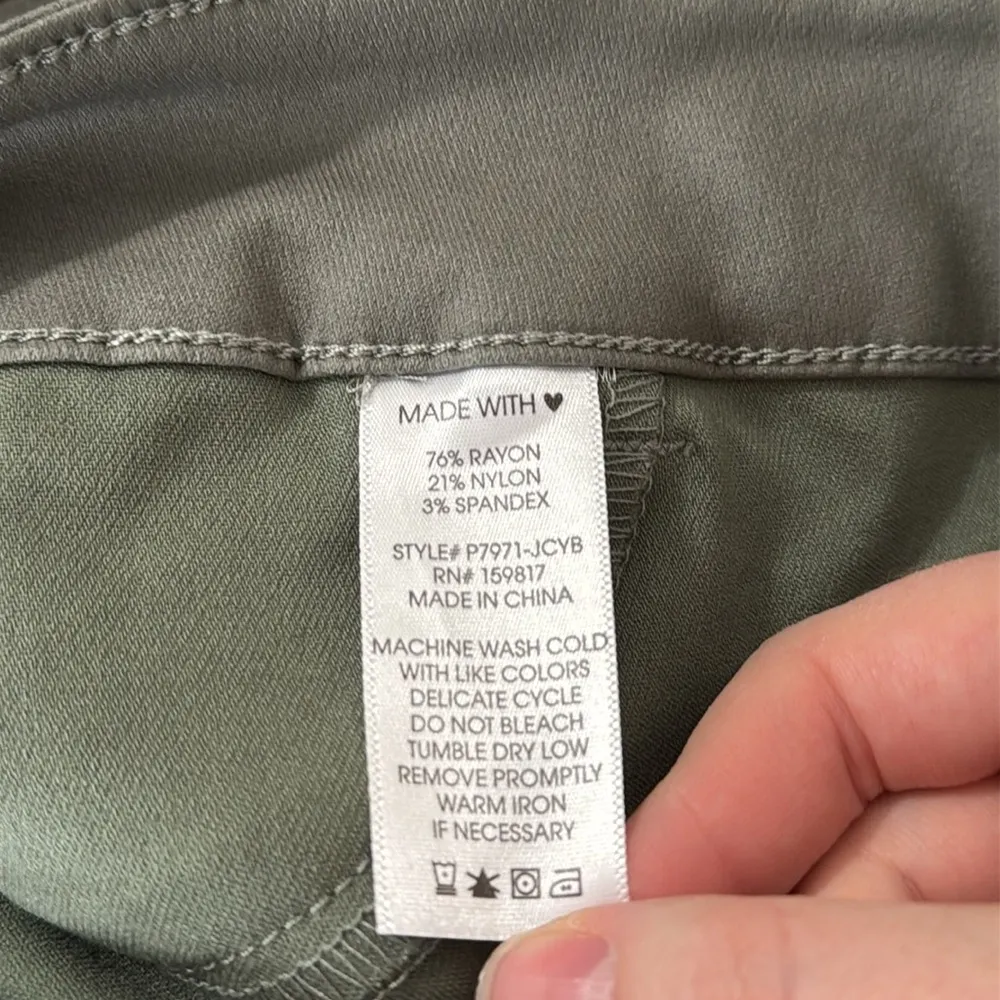 MADE WITH ♥
76% RAYON
21% NYLON
3% SPANDEX
STYLE# P7971-JCYB
RN# 159817
MADE IN CHINA
MACHINE WASH COLD
WITH LIKE COLORS
DELICATE CYCLE
DO NOT BLEACH
TUMBLE DRY LOW
REMOVE PROMPTLY
WARM IRON
IF NECESSARY